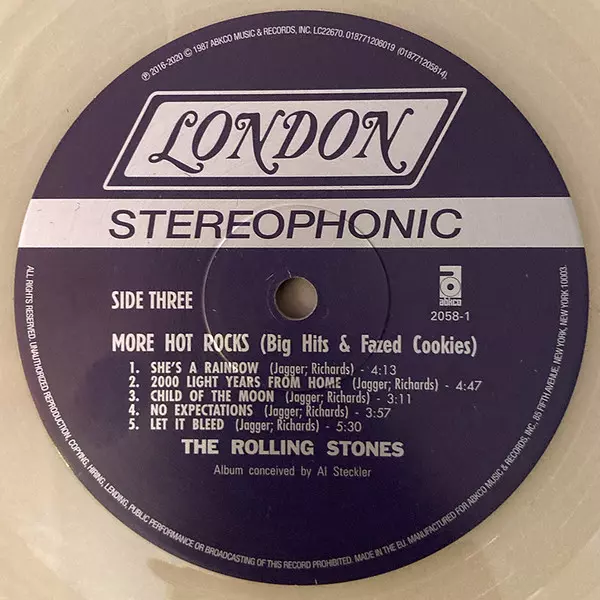 ℗ 2016-2020 © 1987 ABKCO MUSIC & RECORDS, INC. LC22670. 018771206019 (018771205814).
LONDON
STEREOPHONIC
SIDE THREE
abkco
2058-1
MORE HOT ROCKS (Big Hits & Fazed Cookies)
1. SHE'S A RAINBOW (Jagger; Richards) - 4:13
2. 2000 LIGHT YEARS FROM HOME (Jagger; Richards) - 4:47
3. CHILD OF THE MOON (Jagger; Richards) - 3:11
4. NO EXPECTATIONS (Jagger; Richards) - 3:57
5. LET IT BLEED (Jagger; Richards) - 5:30
THE ROLLING STONES
Album conceived by Al Steckler
ALL RIGHTS RESERVED. UNAUTHORIZED REPRODUCTION, COPYING, HIRING, LENDING, PUBLIC PERFORMANCE OR BROADCASTING OF THIS RECORD PROHIBITED. MADE IN THE EU. MANUFACTURED FOR ABKCO MUSIC & RECORDS, INC., 85 FIFTH AVENUE, NEW YORK, NEW YORK 10003.